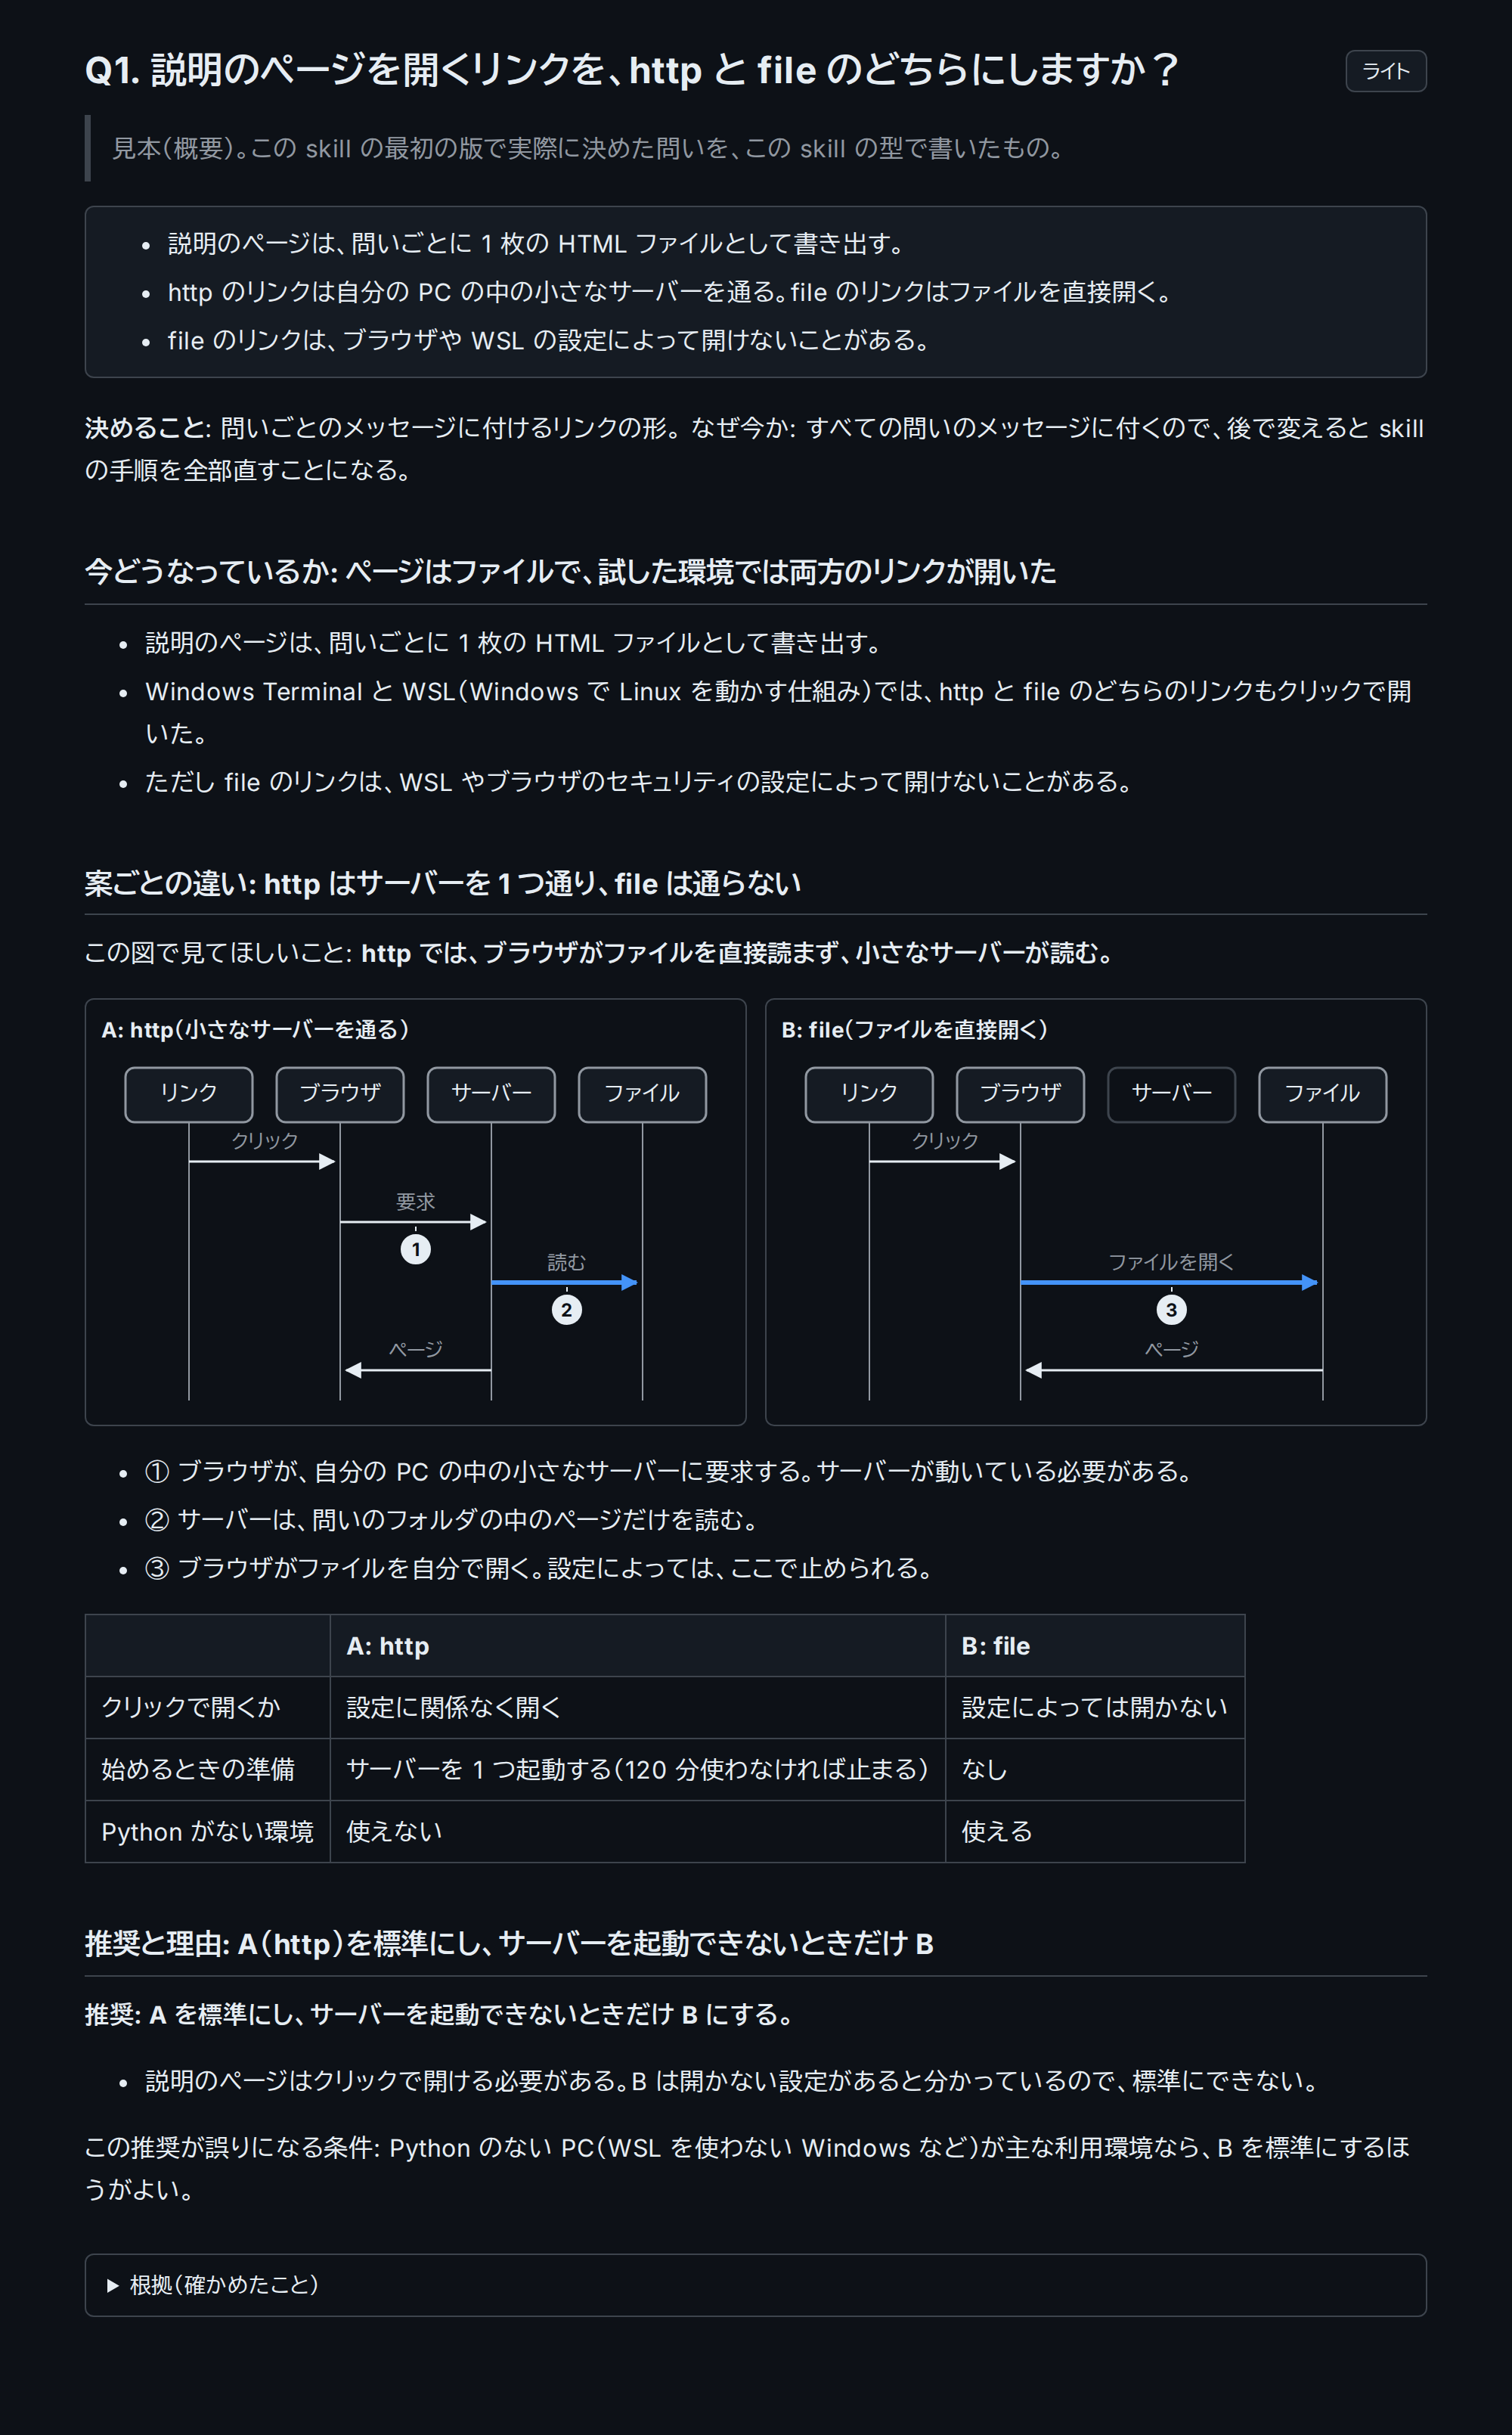 Q1. 説明のページを開くリンクを、http と file のどちらにしますか？
ライト
見本（概要）。この skill の最初の版で実際に決めた問いを、この skill の型で書いたもの。
• 説明のページは、問いごとに 1 枚の HTML ファイルとして書き出す。
• http のリンクは自分の PC の中の小さなサーバーを通る。file のリンクはファイルを直接開く。
• file のリンクは、ブラウザや WSL の設定によって開けないことがある。
決めること: 問いごとのメッセージに付けるリンクの形。 なぜ今か: すべての問いのメッセージに付くので、後で変えると skill
の手順を全部直すことになる。
今どうなっているか: ページはファイルで、試した環境では両方のリンクが開いた
• 説明のページは、問いごとに 1 枚の HTML ファイルとして書き出す。
• Windows Terminal と WSL（Windows で Linux を動かす仕組み）では、http と file のどちらのリンクもクリックで開
いた。
• ただし file のリンクは、WSL やブラウザのセキュリティの設定によって開けないことがある。
案ごとの違い: http はサーバーを 1 つ通り、file は通らない
この図で見てほしいこと: http では、ブラウザがファイルを直接読まず、小さなサーバーが読む。
A: http（小さなサーバーを通る）
リンク ブラウザ サーバー ファイル
クリック
要求
1
読む
2
ページ
B: file（ファイルを直接開く）
リンク ブラウザ サーバー ファイル
クリック
ファイルを開く
3
ページ
• ① ブラウザが、自分の PC の中の小さなサーバーに要求する。サーバーが動いている必要がある。
• ② サーバーは、問いのフォルダの中のページだけを読む。
• ③ ブラウザがファイルを自分で開く。設定によっては、ここで止められる。
A: http B: file
クリックで開くか 設定に関係なく開く 設定によっては開かない
始めるときの準備 サーバーを 1 つ起動する（120 分使わなければ止まる） なし
Python がない環境 使えない 使える
推奨と理由: A（http）を標準にし、サーバーを起動できないときだけ B
推奨: A を標準にし、サーバーを起動できないときだけ B にする。
• 説明のページはクリックで開ける必要がある。B は開かない設定があると分かっているので、標準にできない。
この推奨が誤りになる条件: Python のない PC（WSL を使わない Windows など）が主な利用環境なら、B を標準にするほ
うがよい。
▶ 根拠（確かめたこと）